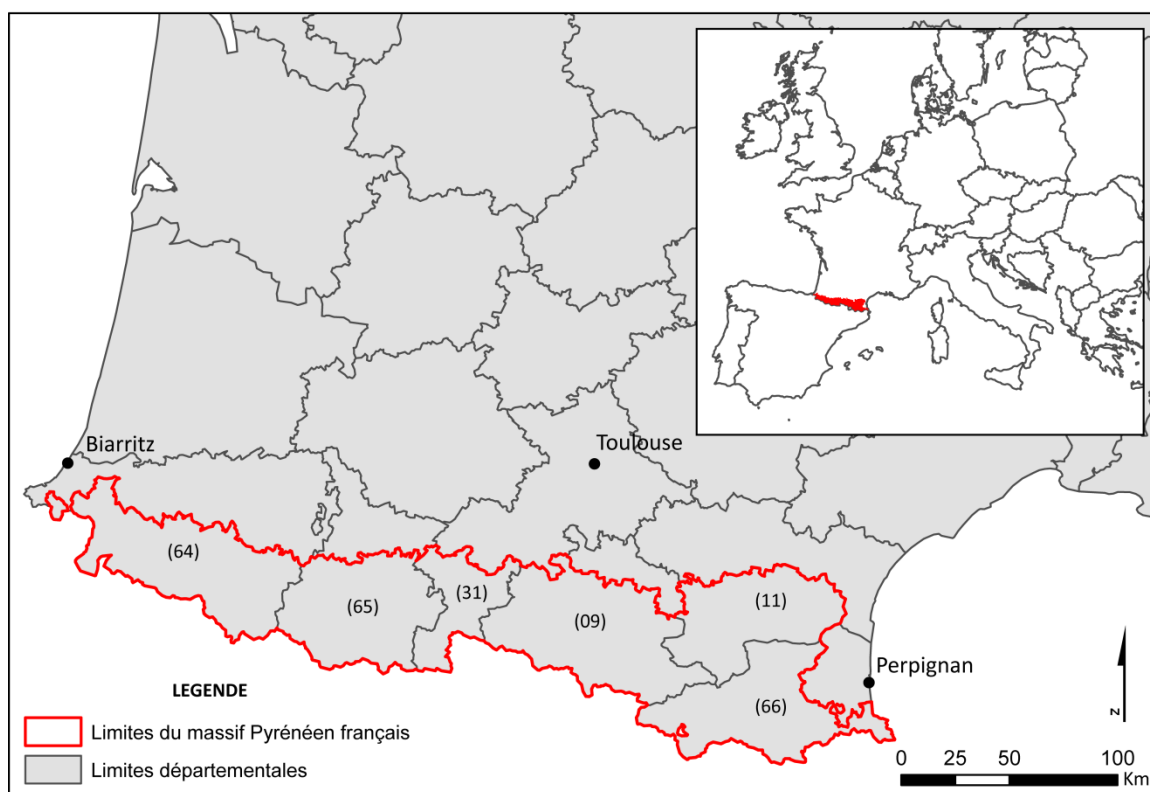 Biarritz
Toulouse
(64)
(65)
(31)
(09)
(11)
(66)
Perpignan
LEGENDE
Limites du massif Pyrénéen français
Limites départementales
N
0 25 50 100
Km